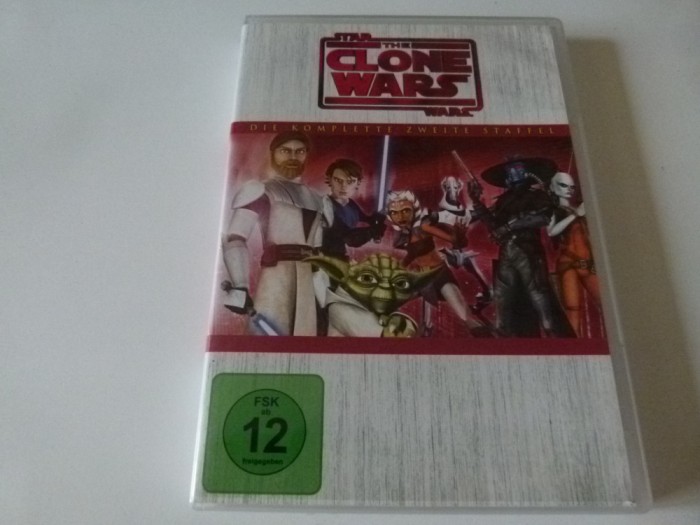 STAR
THE
CLONE
WARS
WARS
DIE KOMPLETTE ZWEITE STAFFEL
FSK
ab
12
freigegeben